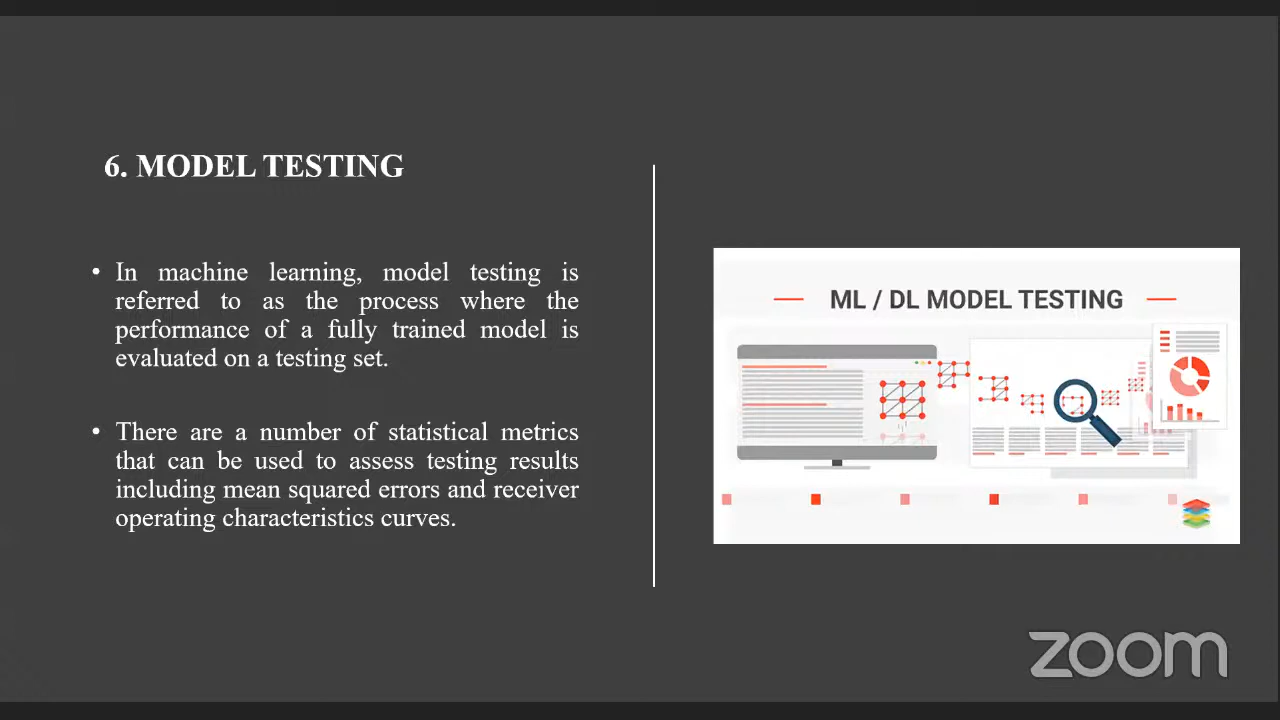 6. MODEL TESTING
• In machine learning, model testing is
referred to as the process where the
performance of a fully trained model is
evaluated on a testing set.
• There are a number of statistical metrics
that can be used to assess testing results
including mean squared errors and receiver
operating characteristics curves.
ML / DL MODEL TESTING
zoom